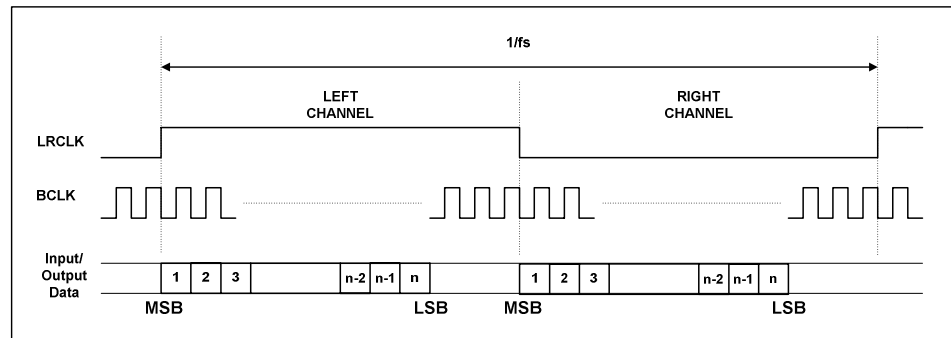 1/fs
LEFT
CHANNEL
RIGHT
CHANNEL
LRCLK
BCLK
Input/
Output
Data
1 2 3 n-2 n-1 n 1 2 3 n-2 n-1 n
MSB LSB MSB LSB